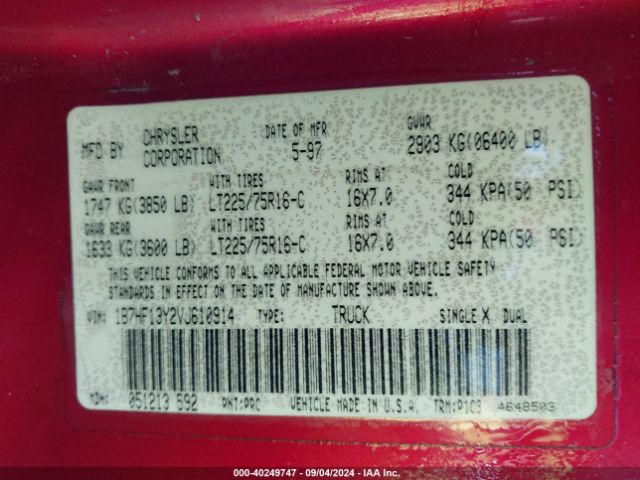 MFD BY CHRYSLER CORPORATION DATE OF MFR 5-97 GVWR 2903 KG(06400 LB)
GAWR FRONT WITH TIRES RIMS AT COLD
1747 KG(3850 LB) LT225/75R16-C 16X7.0 344 KPA(50 PSI)
GAWR REAR WITH TIRES RIMS AT COLD
1633 KG(3600 LB) LT225/75R16-C 16X7.0 344 KPA(50 PSI)
THIS VEHICLE CONFORMS TO ALL APPLICABLE FEDERAL MOTOR VEHICLE SAFETY
STANDARDS IN EFFECT ON THE DATE OF MANUFACTURE SHOWN ABOVE.
VIN: 1B7HF13Y2VJ610914 TYPE: TRUCK SINGLE X DUAL
MDH: 051213 592 PNT:PRC VEHICLE MADE IN U.S.A. TRM:P1C3 4648503
000-40249747 - 09/04/2024 - IAA Inc.